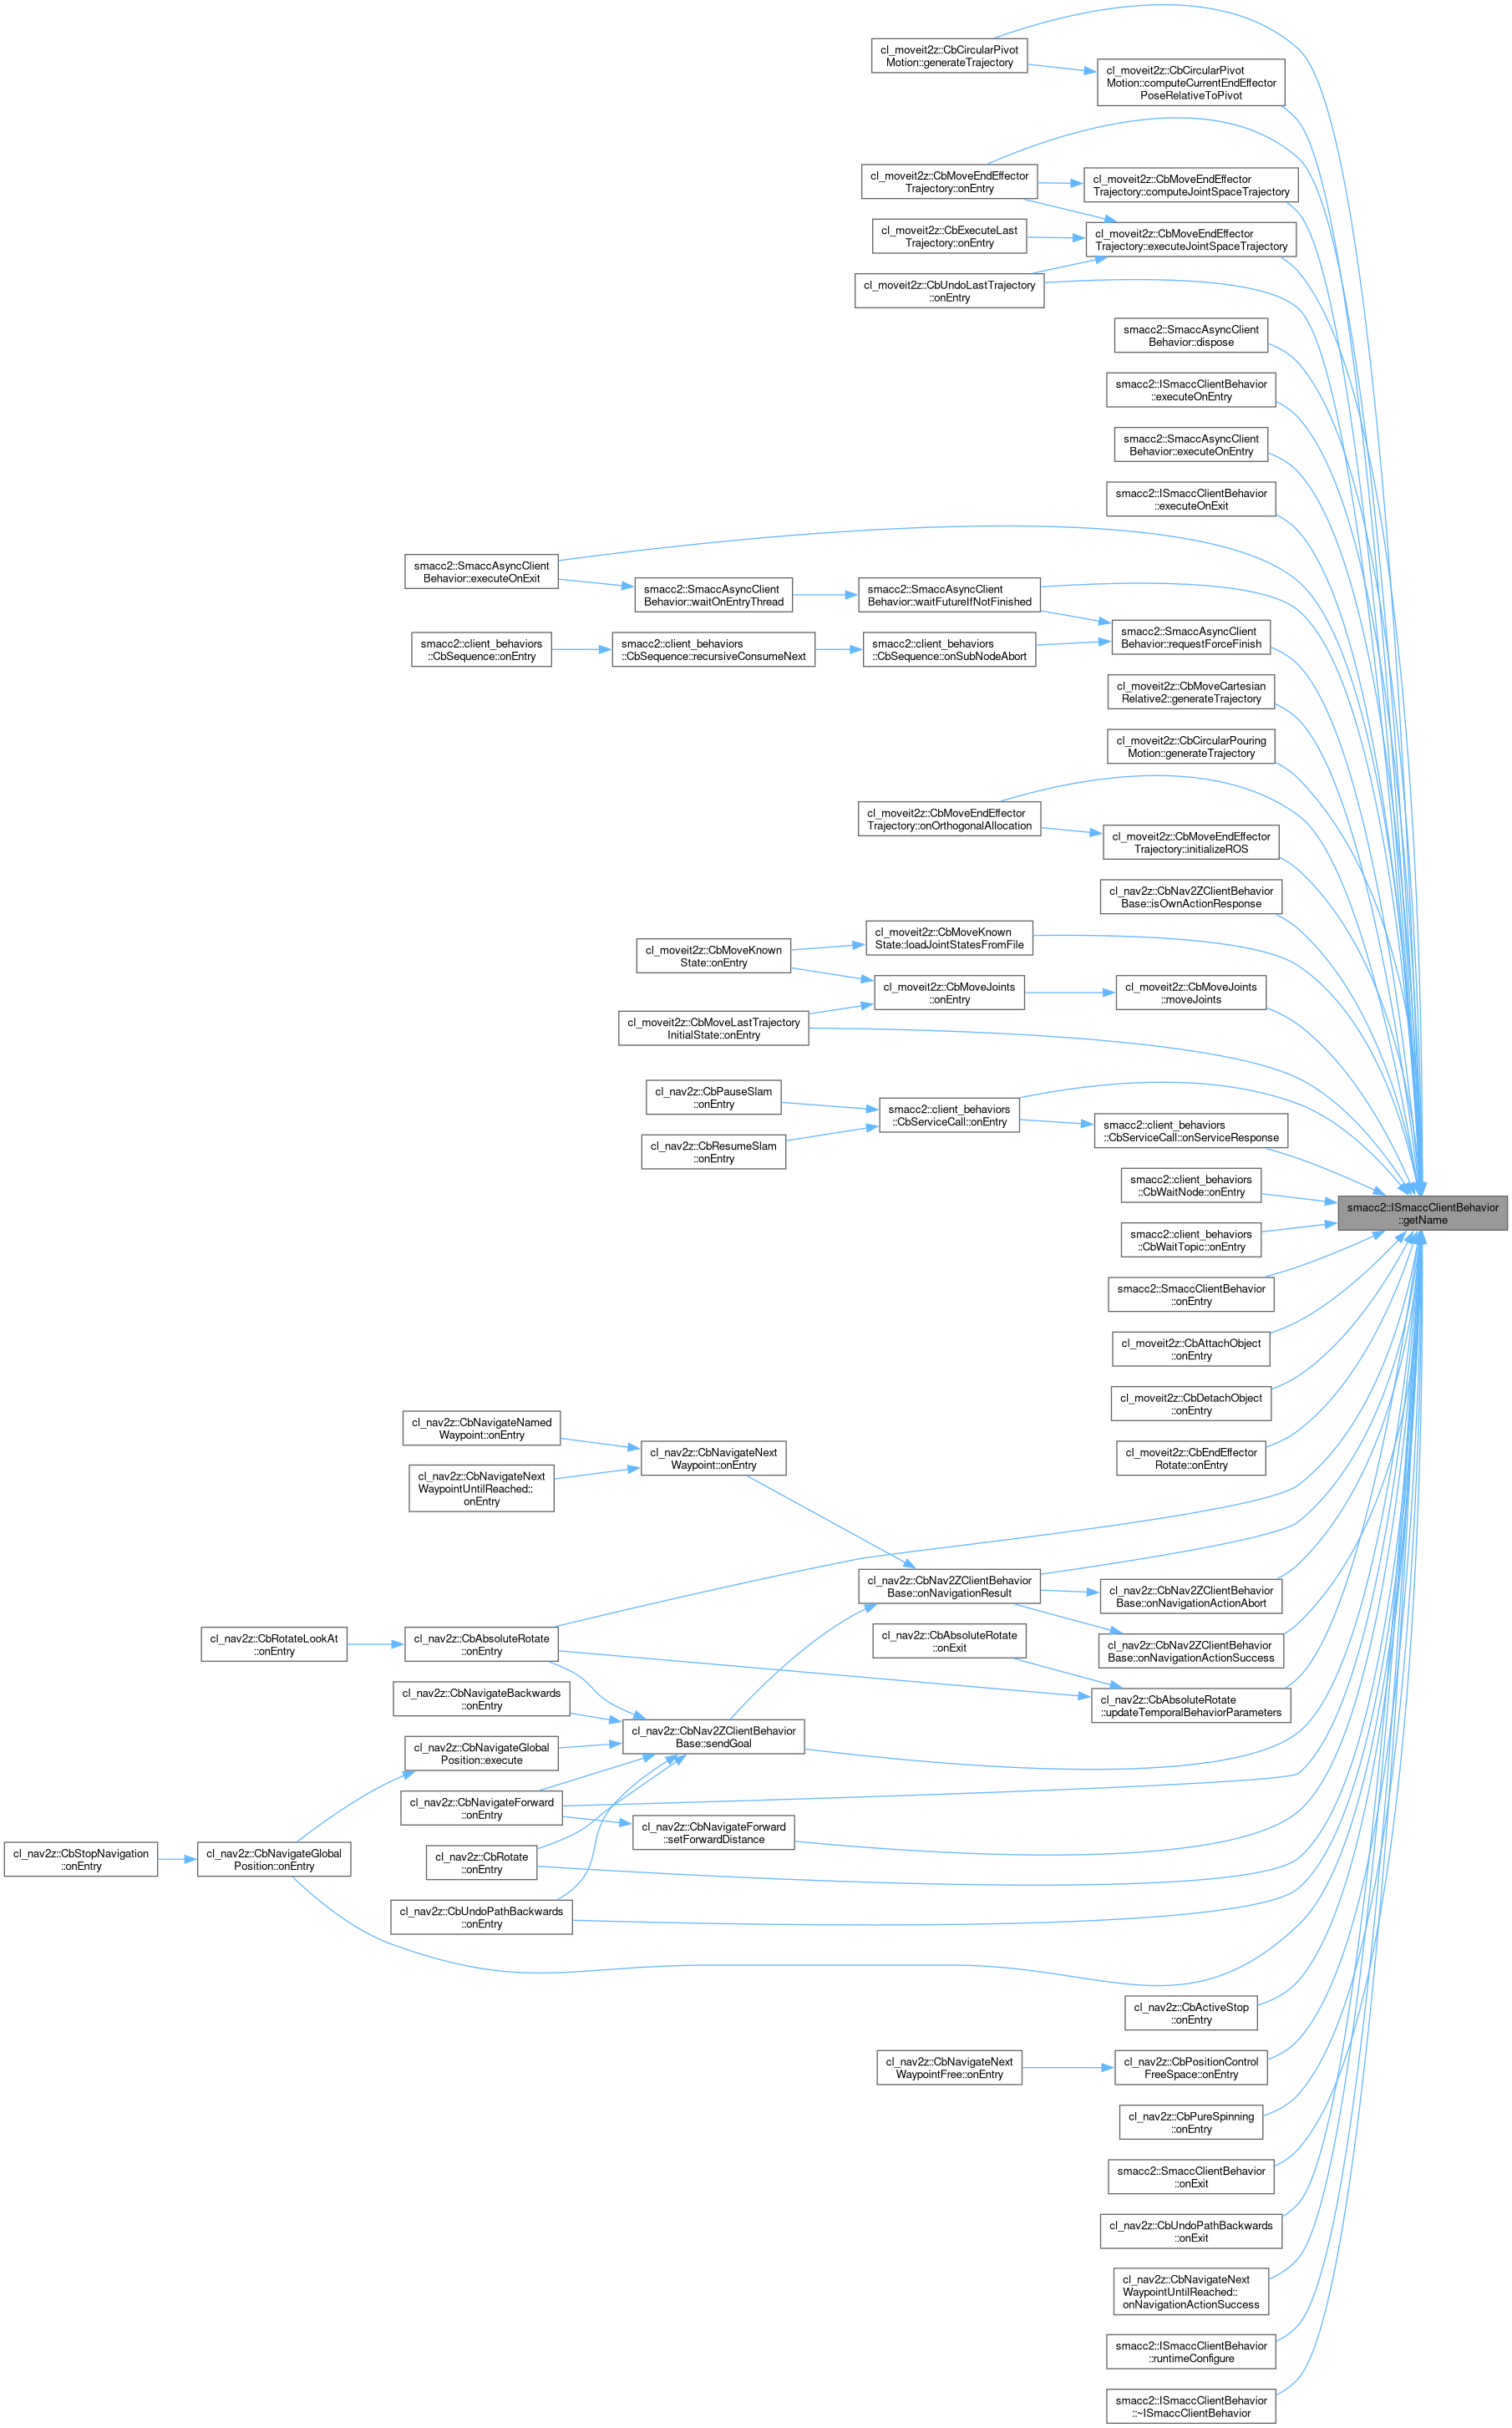 cl_moveit2z::CbCircularPivot
Motion::generateTrajectory
cl_moveit2z::CbCircularPivot
Motion::computeCurrentEndEffector
PoseRelativeToPivot
cl_moveit2z::CbMoveEndEffector
Trajectory::onEntry
cl_moveit2z::CbMoveEndEffector
Trajectory::computeJointSpaceTrajectory
cl_moveit2z::CbExecuteLast
Trajectory::onEntry
cl_moveit2z::CbMoveEndEffector
Trajectory::executeJointSpaceTrajectory
cl_moveit2z::CbUndoLastTrajectory
::onEntry
smacc2::SmaccAsyncClient
Behavior::dispose
smacc2::ISmaccClientBehavior
::executeOnEntry
smacc2::SmaccAsyncClient
Behavior::executeOnEntry
smacc2::ISmaccClientBehavior
::executeOnExit
smacc2::SmaccAsyncClient
Behavior::executeOnExit
smacc2::SmaccAsyncClient
Behavior::waitOnEntryThread
smacc2::SmaccAsyncClient
Behavior::waitFutureIfNotFinished
smacc2::SmaccAsyncClient
Behavior::requestForceFinish
smacc2::client_behaviors
::CbSequence::onEntry
smacc2::client_behaviors
::CbSequence::recursiveConsumeNext
smacc2::client_behaviors
::CbSequence::onSubNodeAbort
cl_moveit2z::CbMoveCartesian
Relative2::generateTrajectory
cl_moveit2z::CbCircularPouring
Motion::generateTrajectory
cl_moveit2z::CbMoveEndEffector
Trajectory::onOrthogonalAllocation
cl_moveit2z::CbMoveEndEffector
Trajectory::initializeROS
cl_nav2z::CbNav2ZClientBehavior
Base::isOwnActionResponse
cl_moveit2z::CbMoveKnown
State::onEntry
cl_moveit2z::CbMoveKnown
State::loadJointStatesFromFile
cl_moveit2z::CbMoveJoints
::onEntry
cl_moveit2z::CbMoveJoints
::moveJoints
cl_moveit2z::CbMoveLastTrajectory
InitialState::onEntry
cl_nav2z::CbPauseSlam
::onEntry
smacc2::client_behaviors
::CbServiceCall::onEntry
smacc2::client_behaviors
::CbServiceCall::onServiceResponse
cl_nav2z::CbResumeSlam
::onEntry
smacc2::client_behaviors
::CbWaitNode::onEntry
smacc2::ISmaccClientBehavior
::getName
smacc2::client_behaviors
::CbWaitTopic::onEntry
smacc2::SmaccClientBehavior
::onEntry
cl_moveit2z::CbAttachObject
::onEntry
cl_moveit2z::CbDetachObject
::onEntry
cl_moveit2z::CbEndEffector
Rotate::onEntry
cl_nav2z::CbNavigateNamed
Waypoint::onEntry
cl_nav2z::CbNavigateNext
Waypoint::onEntry
cl_nav2z::CbNavigateNext
WaypointUntilReached::
onEntry
cl_nav2z::CbNav2ZClientBehavior
Base::onNavigationResult
cl_nav2z::CbNav2ZClientBehavior
Base::onNavigationActionAbort
cl_nav2z::CbRotateLookAt
::onEntry
cl_nav2z::CbAbsoluteRotate
::onEntry
cl_nav2z::CbAbsoluteRotate
::onExit
cl_nav2z::CbNav2ZClientBehavior
Base::onNavigationActionSuccess
cl_nav2z::CbNavigateBackwards
::onEntry
cl_nav2z::CbAbsoluteRotate
::updateTemporalBehaviorParameters
cl_nav2z::CbNav2ZClientBehavior
Base::sendGoal
cl_nav2z::CbNavigateGlobal
Position::execute
cl_nav2z::CbNavigateForward
::onEntry
cl_nav2z::CbNavigateForward
::setForwardDistance
cl_nav2z::CbStopNavigation
::onEntry
cl_nav2z::CbNavigateGlobal
Position::onEntry
cl_nav2z::CbRotate
::onEntry
cl_nav2z::CbUndoPathBackwards
::onEntry
cl_nav2z::CbActiveStop
::onEntry
cl_nav2z::CbNavigateNext
WaypointFree::onEntry
cl_nav2z::CbPositionControl
FreeSpace::onEntry
cl_nav2z::CbPureSpinning
::onEntry
smacc2::SmaccClientBehavior
::onExit
cl_nav2z::CbUndoPathBackwards
::onExit
cl_nav2z::CbNavigateNext
WaypointUntilReached::
onNavigationActionSuccess
smacc2::ISmaccClientBehavior
::runtimeConfigure
smacc2::ISmaccClientBehavior
::~ISmaccClientBehavior